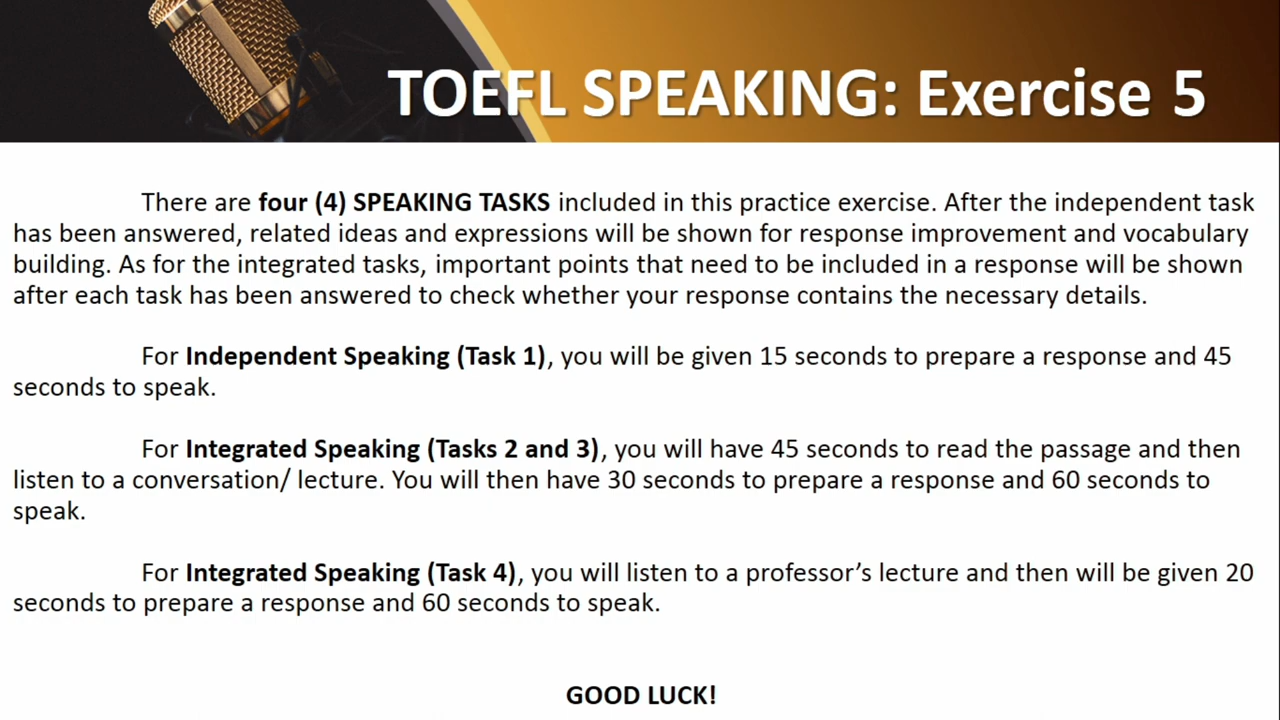 TOEFL SPEAKING: Exercise 5
There are four (4) SPEAKING TASKS included in this practice exercise. After the independent task
has been answered, related ideas and expressions will be shown for response improvement and vocabulary
building. As for the integrated tasks, important points that need to be included in a response will be shown
after each task has been answered to check whether your response contains the necessary details.
For Independent Speaking (Task 1), you will be given 15 seconds to prepare a response and 45
seconds to speak.
For Integrated Speaking (Tasks 2 and 3), you will have 45 seconds to read the passage and then
listen to a conversation/ lecture. You will then have 30 seconds to prepare a response and 60 seconds to
speak.
For Integrated Speaking (Task 4), you will listen to a professor’s lecture and then will be given 20
seconds to prepare a response and 60 seconds to speak.
GOOD LUCK!